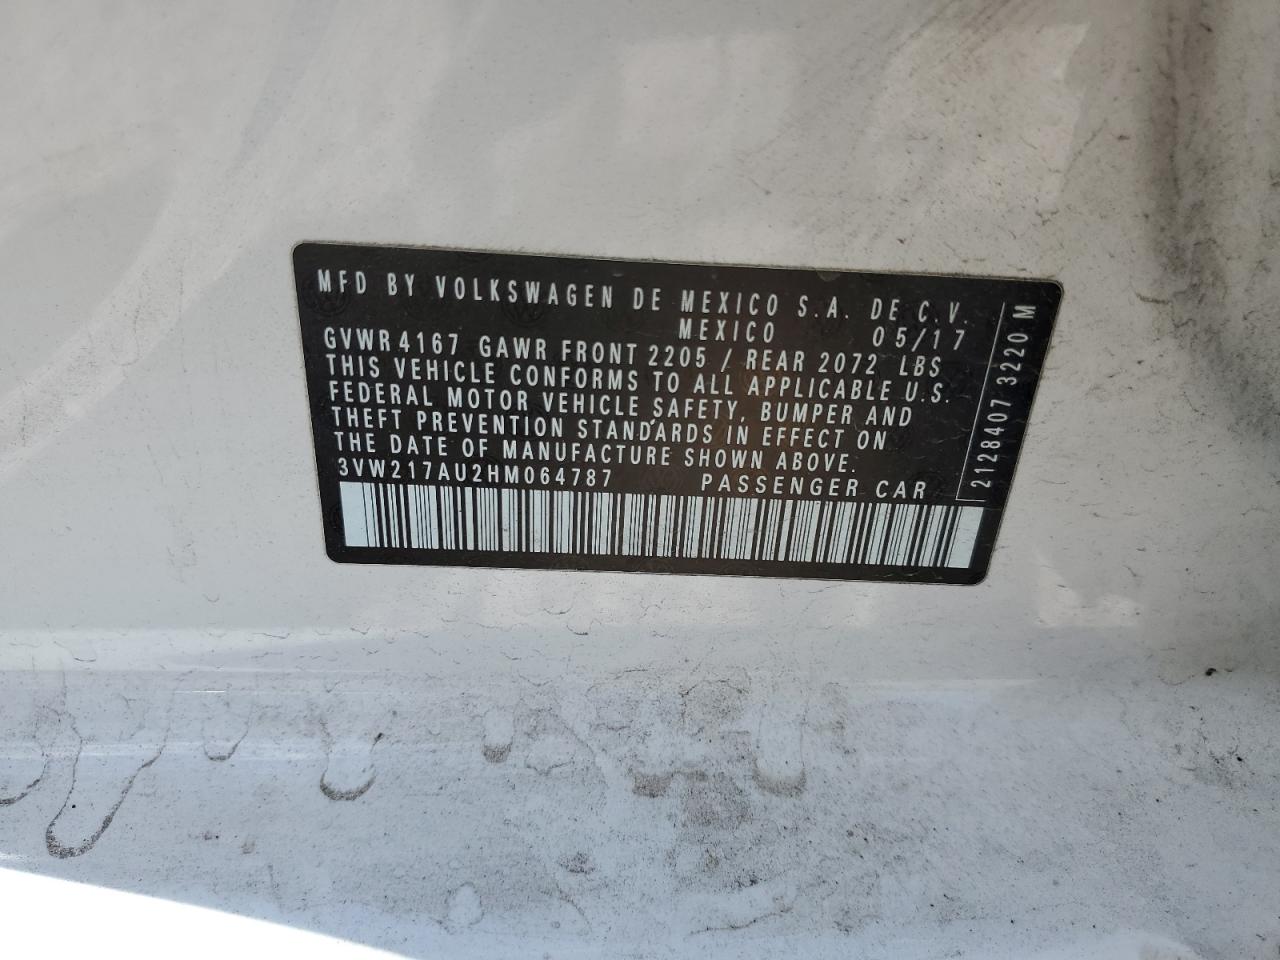 MFD BY VOLKSWAGEN DE MEXICO S.A. DE C.V.
MEXICO 05/17
GVWR 4167 GAWR FRONT 2205 / REAR 2072 LBS
THIS VEHICLE CONFORMS TO ALL APPLICABLE U.S.
FEDERAL MOTOR VEHICLE SAFETY, BUMPER AND
THEFT PREVENTION STANDARDS IN EFFECT ON
THE DATE OF MANUFACTURE SHOWN ABOVE.
3VW217AU2HM064787 PASSENGER CAR
2128407 3220 M